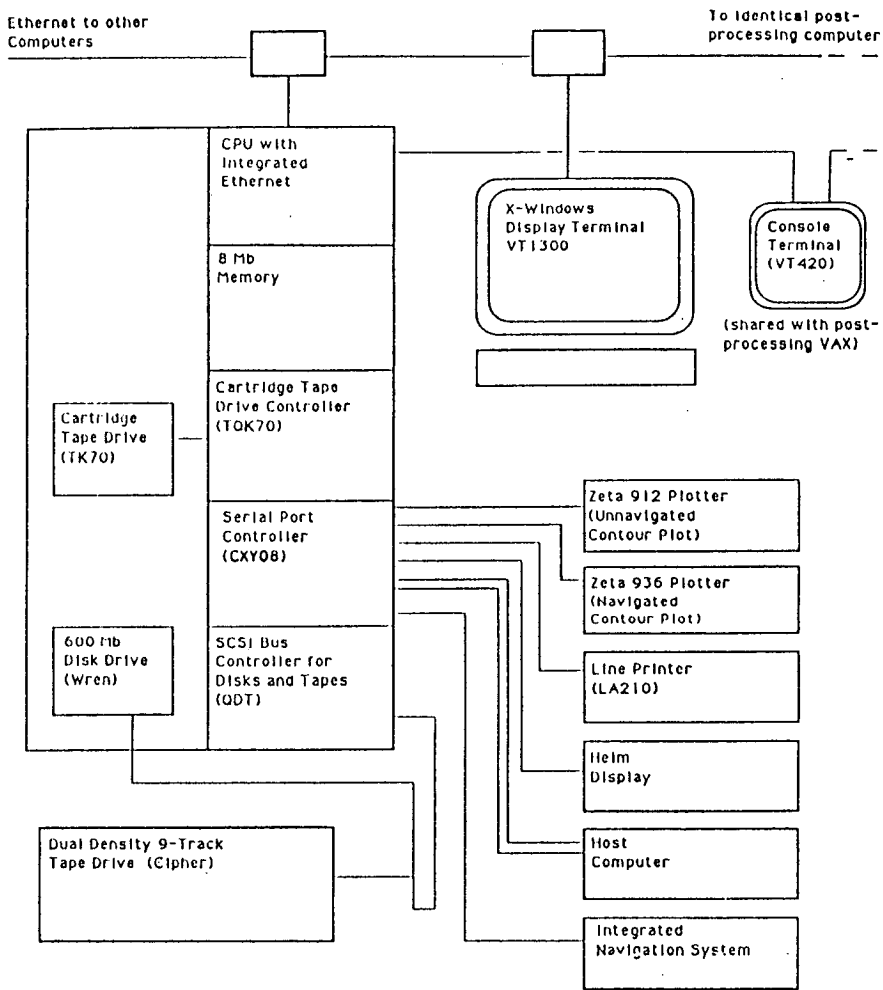 Ethernet to other
Computers
To identical post-
processing computer
CPU with
Integrated
Ethernet
X-Windows
Display Terminal
VT1300
Console
Terminal
(VT420)
8 Mb
Memory
(shared with post-
processing VAX)
Cartridge Tape
Drive Controller
(TQK70)
Cartridge
Tape Drive
(TK70)
Serial Port
Controller
(CXY08)
Zeta 912 Plotter
(Unnavigated
Contour Plot)
Zeta 936 Plotter
(Navigated
Contour Plot)
600 Mb
Disk Drive
(Wren)
SCSI Bus
Controller for
Disks and Tapes
(QDT)
Line Printer
(LA210)
Helm
Display
Dual Density 9-Track
Tape Drive (Cipher)
Host
Computer
Integrated
Navigation System